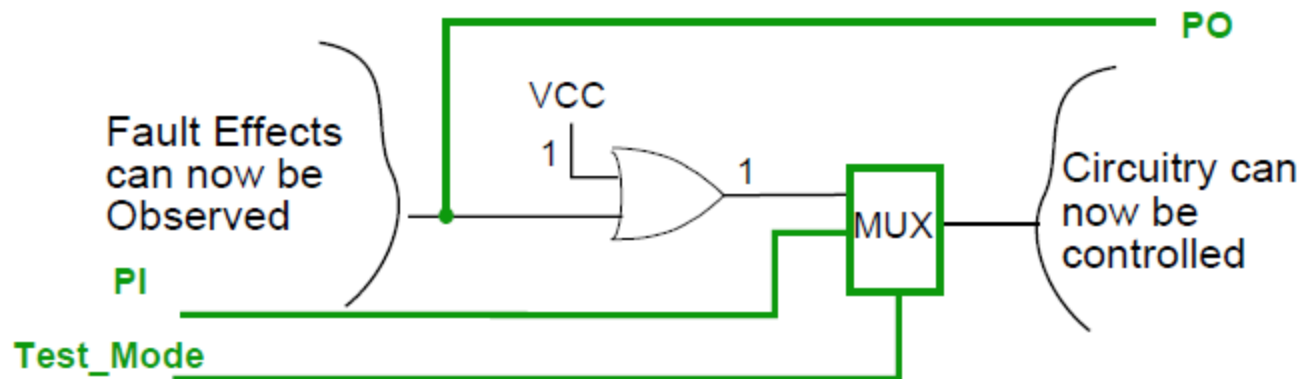 PO
VCC
Fault Effects
can now be
Observed
1
1
MUX
Circuitry can
now be
controlled
PI
Test_Mode